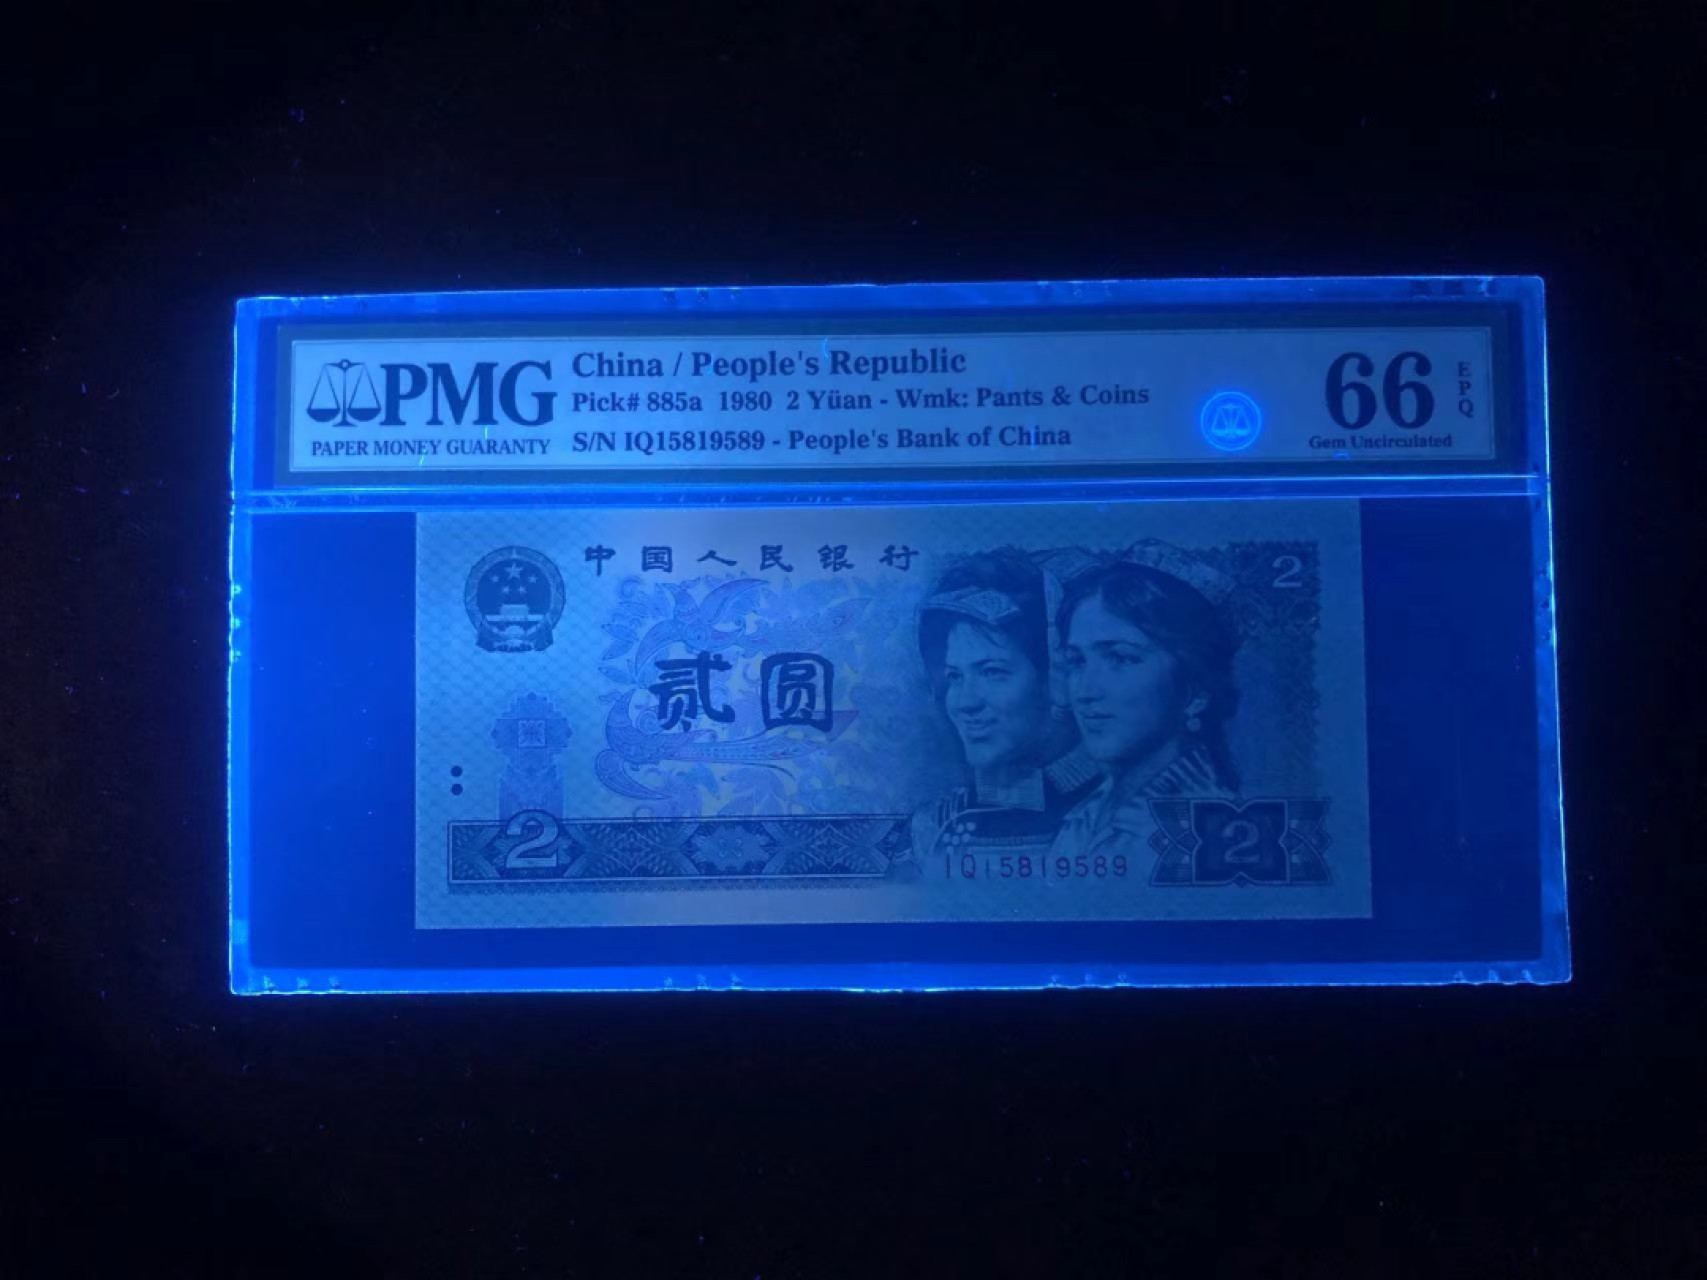 PMG
PAPER MONEY GUARANTY
China / People's Republic
Pick# 885a 1980 2 Yüan - Wmk: Pants & Coins
S/N IQ15819589 - People's Bank of China
66
EPQ
Gem Uncirculated
中国人民银行
2
贰圆
2
IQ15819589
2